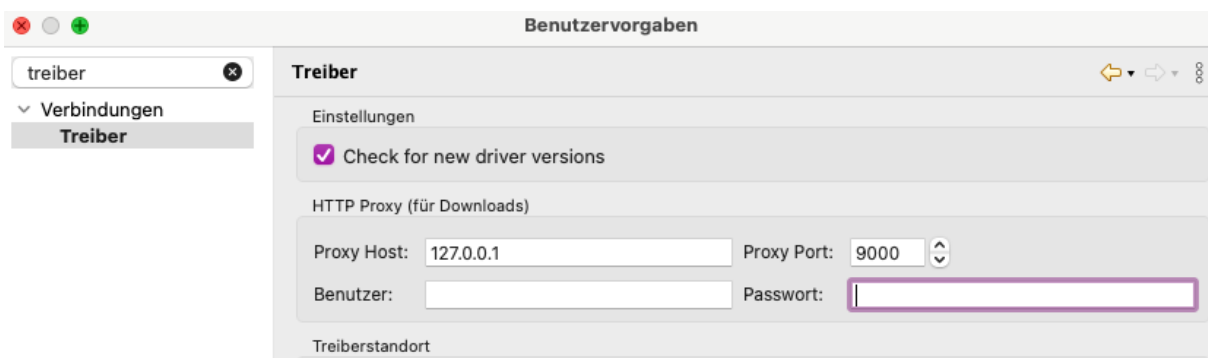 Benutzervorgaben
treiber
Verbindungen
Treiber
Treiber
Einstellungen
Check for new driver versions
HTTP Proxy (für Downloads)
Proxy Host: 127.0.0.1 Proxy Port: 9000
Benutzer: Passwort:
Treiberstandort